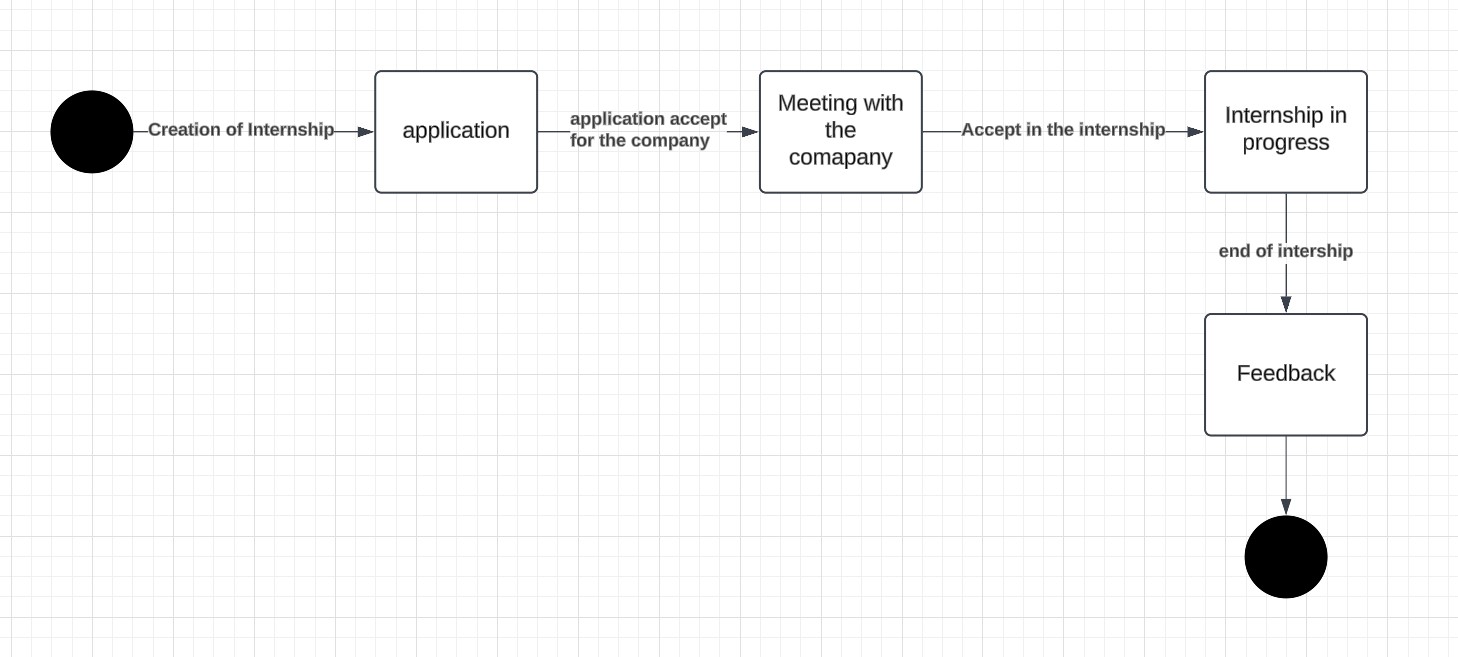 Creation of Internship
application
application accept
for the company
Meeting with
the
comapany
Accept in the internship
Internship in
progress
end of intership
Feedback